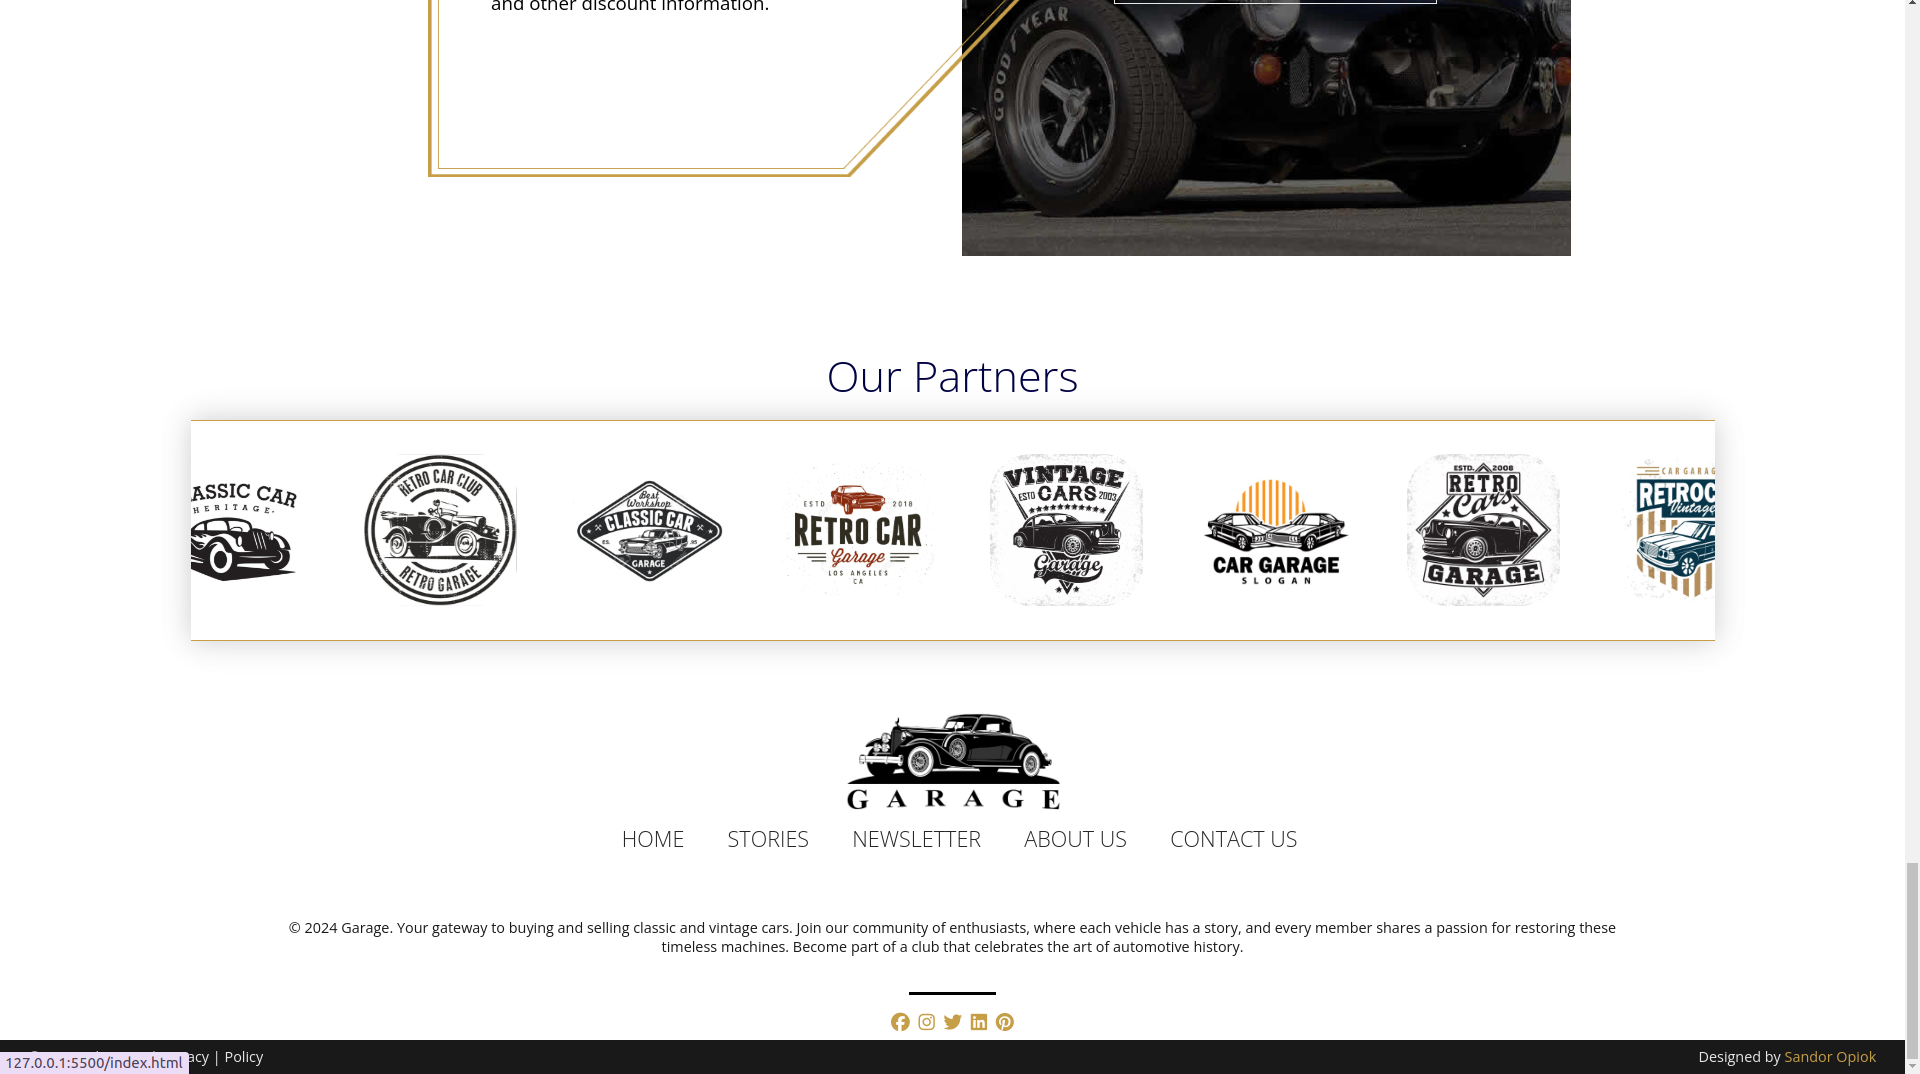 and other discount information.
GOOD YEAR
Our Partners
ASSIC CAR
HERITAGE
RETRO CAR CLUB
RETRO GARAGE
Best
Workshop
CLASSIC CAR
ES. .95
GARAGE
ESTD 2018
RETRO CAR
Garage
LOS ANGELES
CA
VINTAGE
ESTD CARS 2003
Garage
CAR GARAGE
SLOGAN
ESTD. 2008
RETRO
Cars
GARAGE
CAR GARAG
RETROC
Vintage
GARAGE
HOME STORIES NEWSLETTER ABOUT US CONTACT US
© 2024 Garage. Your gateway to buying and selling classic and vintage cars. Join our community of enthusiasts, where each vehicle has a story, and every member shares a passion for restoring these
timeless machines. Become part of a club that celebrates the art of automotive history.
acy | Policy
Designed by Sandor Opiok
127.0.0.1:5500/index.html